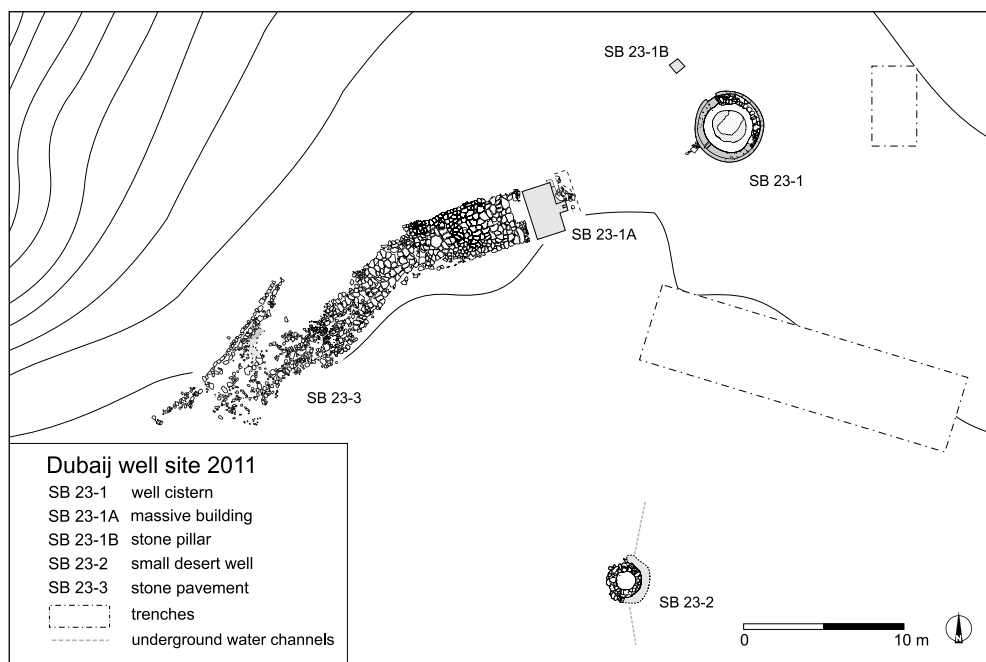 SB 23-1B
SB 23-1
SB 23-1A
SB 23-3
Dubaij well site 2011
SB 23-1 well cistern
SB 23-1A massive building
SB 23-1B stone pillar
SB 23-2 small desert well
SB 23-3 stone pavement
trenches
underground water channels
SB 23-2
0 10 m
N